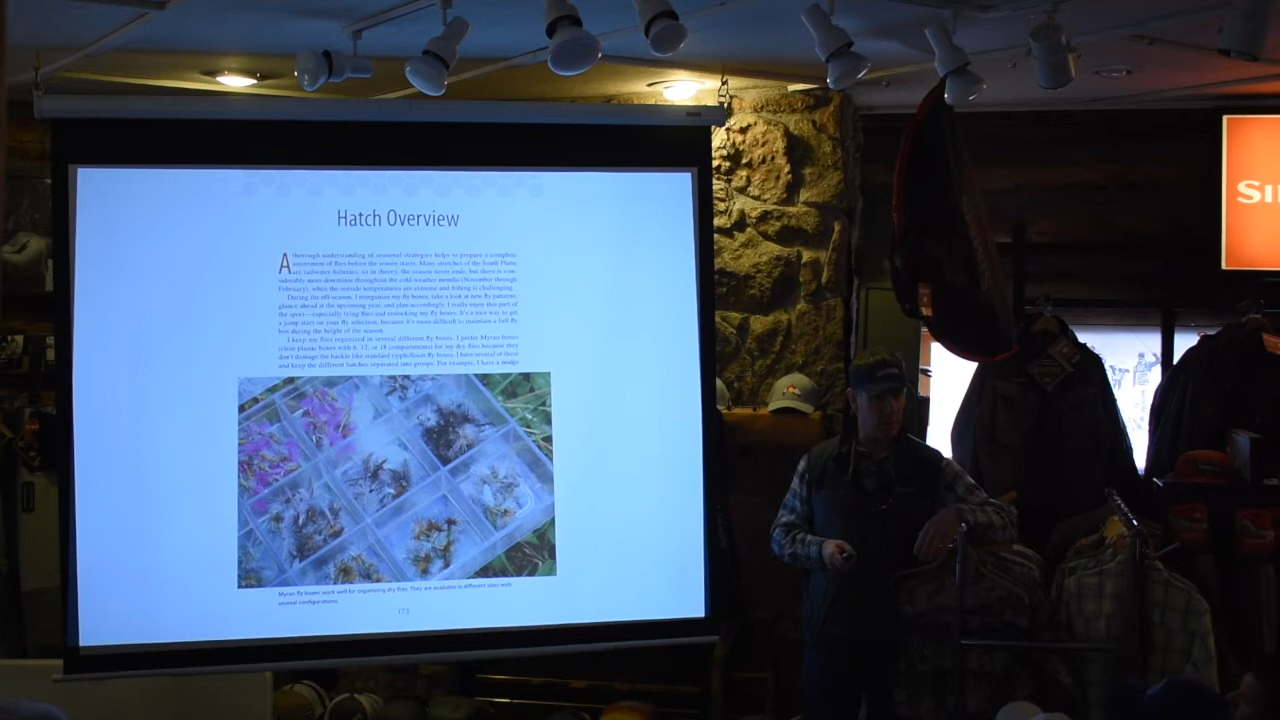 Hatch Overview
A thorough understanding of seasonal strategies helps to prepare a complete
assortment of flies before the season starts. Many stretches of the South Platte
are tailwater fisheries, so in theory, the season never ends, but there is con-
siderably more downtime throughout the cold-weather months (November through
February), when the outside temperatures are extreme and fishing is challenging.
During the off-season, I reorganize my fly boxes, take a look at new fly patterns,
glance ahead at the upcoming year, and plan accordingly. I really enjoy this part of
the sport—especially tying flies and restocking my fly boxes. It's a nice way to get
a jump start on your fly selection, because it's more difficult to maintain a full fly
box during the height of the season.
I keep my flies organized in several different fly boxes. I prefer Myran boxes
(clear plastic boxes with 6, 12, or 18 compartments) for my dry flies because they
don't damage the hackle like standard ripplefoam fly boxes. I have several of these
and keep the different hatches separated into groups. For example, I have a midge
Myran fly boxes work well for organizing dry flies. They are available in different sizes with
several configurations.
175
SI